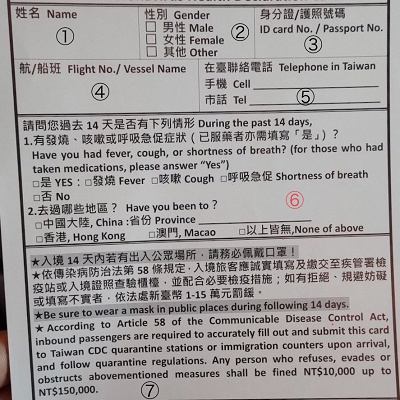 姓名 Name
①
性別 Gender
□ 男性 Male
□ 女性 Female
□ 其他 Other
②
身分證/護照號碼
ID card No. / Passport No.
③
航/船班 Flight No./ Vessel Name
④
在臺聯絡電話 Telephone in Taiwan
手機 Cell
市話 Tel
⑤
請問您過去 14 天是否有下列情形 During the past 14 days,
1.有發燒、咳嗽或呼吸急促症狀(已服藥者亦需填寫「是」)?
Have you had fever, cough, or shortness of breath? (for those who had
taken medications, please answer “Yes”)
□是 YES:□發燒 Fever □咳嗽 Cough □呼吸急促 Shortness of breath
□否 No
⑥
2.去過哪些地區? Have you been to ?
□中國大陸, China :省份 Province
□香港, Hong Kong □澳門, Macao □以上皆無,None of above
★入境 14 天內若有出入公眾場所,請務必佩戴口罩!
★依傳染病防治法第 58 條規定,入境旅客應誠實填寫及繳交至疾管署檢
疫站或入境證照查驗櫃檯,並配合必要檢疫措施;如有拒絕、規避妨礙
或填寫不實者,依法處新臺幣 1-15 萬元罰鍰。
★Be sure to wear a mask in public places during following 14 days.
★ According to Article 58 of the Communicable Disease Control Act,
inbound passengers are required to accurately fill out and submit this card
to Taiwan CDC quarantine stations or immigration counters upon arrival,
and follow quarantine regulations. Any person who refuses, evades or
obstructs abovementioned measures shall be fined NT$10,000 up to
NT$150,000.
⑦